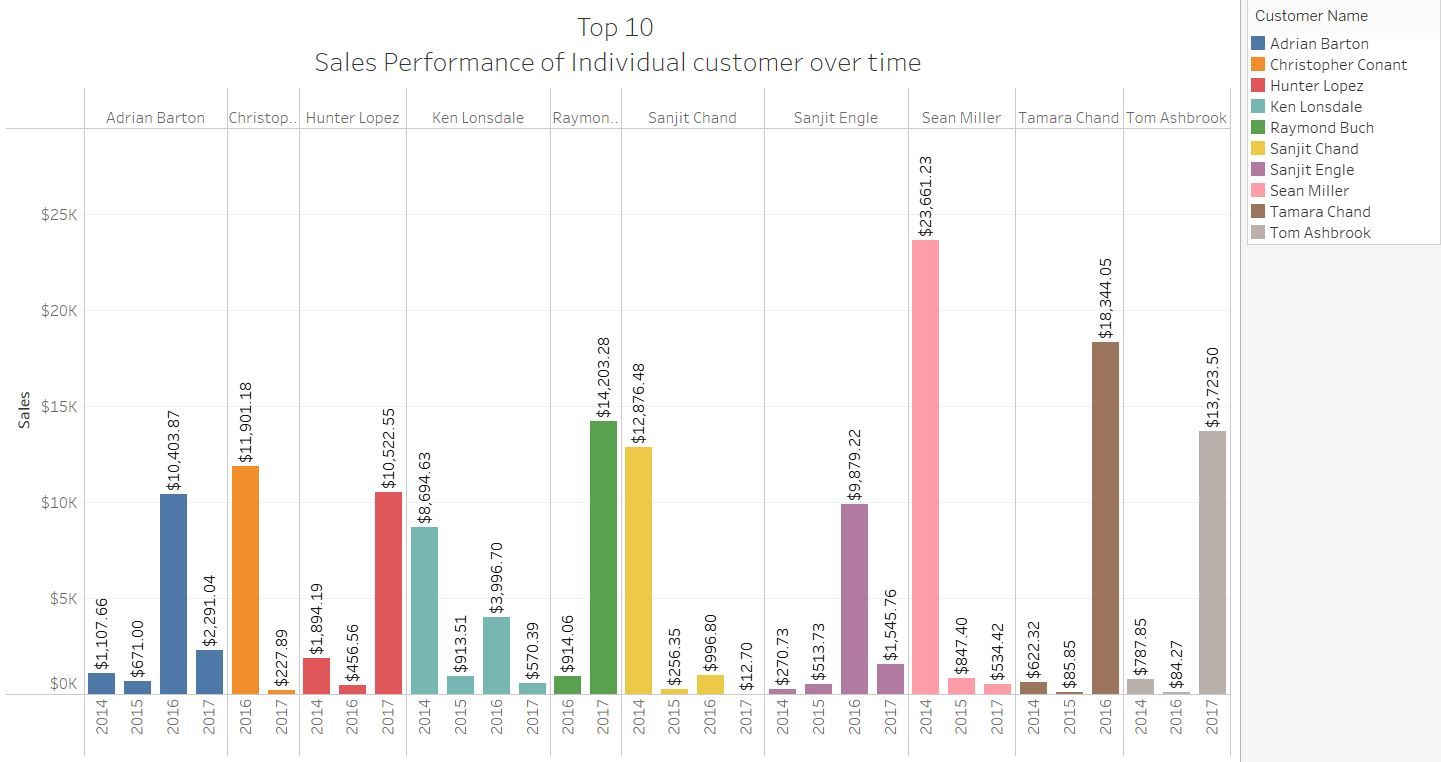 Top 10
Sales Performance of Individual customer over time
Adrian Barton Christop.. Hunter Lopez Ken Lonsdale Raymon.. Sanjit Chand Sanjit Engle Sean Miller Tamara Chand Tom Ashbrook
Sales
$25K
$20K
$15K
$10K
$5K
$0K
$1,107.66 $671.00 $10,403.87 $2,291.04 $11,901.18 $227.89 $1,894.19 $456.56 $10,522.55 $8,694.63 $913.51 $3,996.70 $570.39 $914.06 $14,203.28 $12,876.48 $256.35 $996.80 $12.70 $270.73 $513.73 $9,879.22 $1,545.76 $23,661.23 $847.40 $534.42 $622.32 $85.85 $18,344.05 $787.85 $84.27 $13,723.50
2014 2015 2016 2017 2016 2017 2014 2016 2017 2014 2015 2016 2017 2016 2017 2014 2015 2016 2017 2014 2015 2016 2017 2014 2015 2017 2014 2015 2016 2014 2016 2017
Customer Name
Adrian Barton
Christopher Conant
Hunter Lopez
Ken Lonsdale
Raymond Buch
Sanjit Chand
Sanjit Engle
Sean Miller
Tamara Chand
Tom Ashbrook